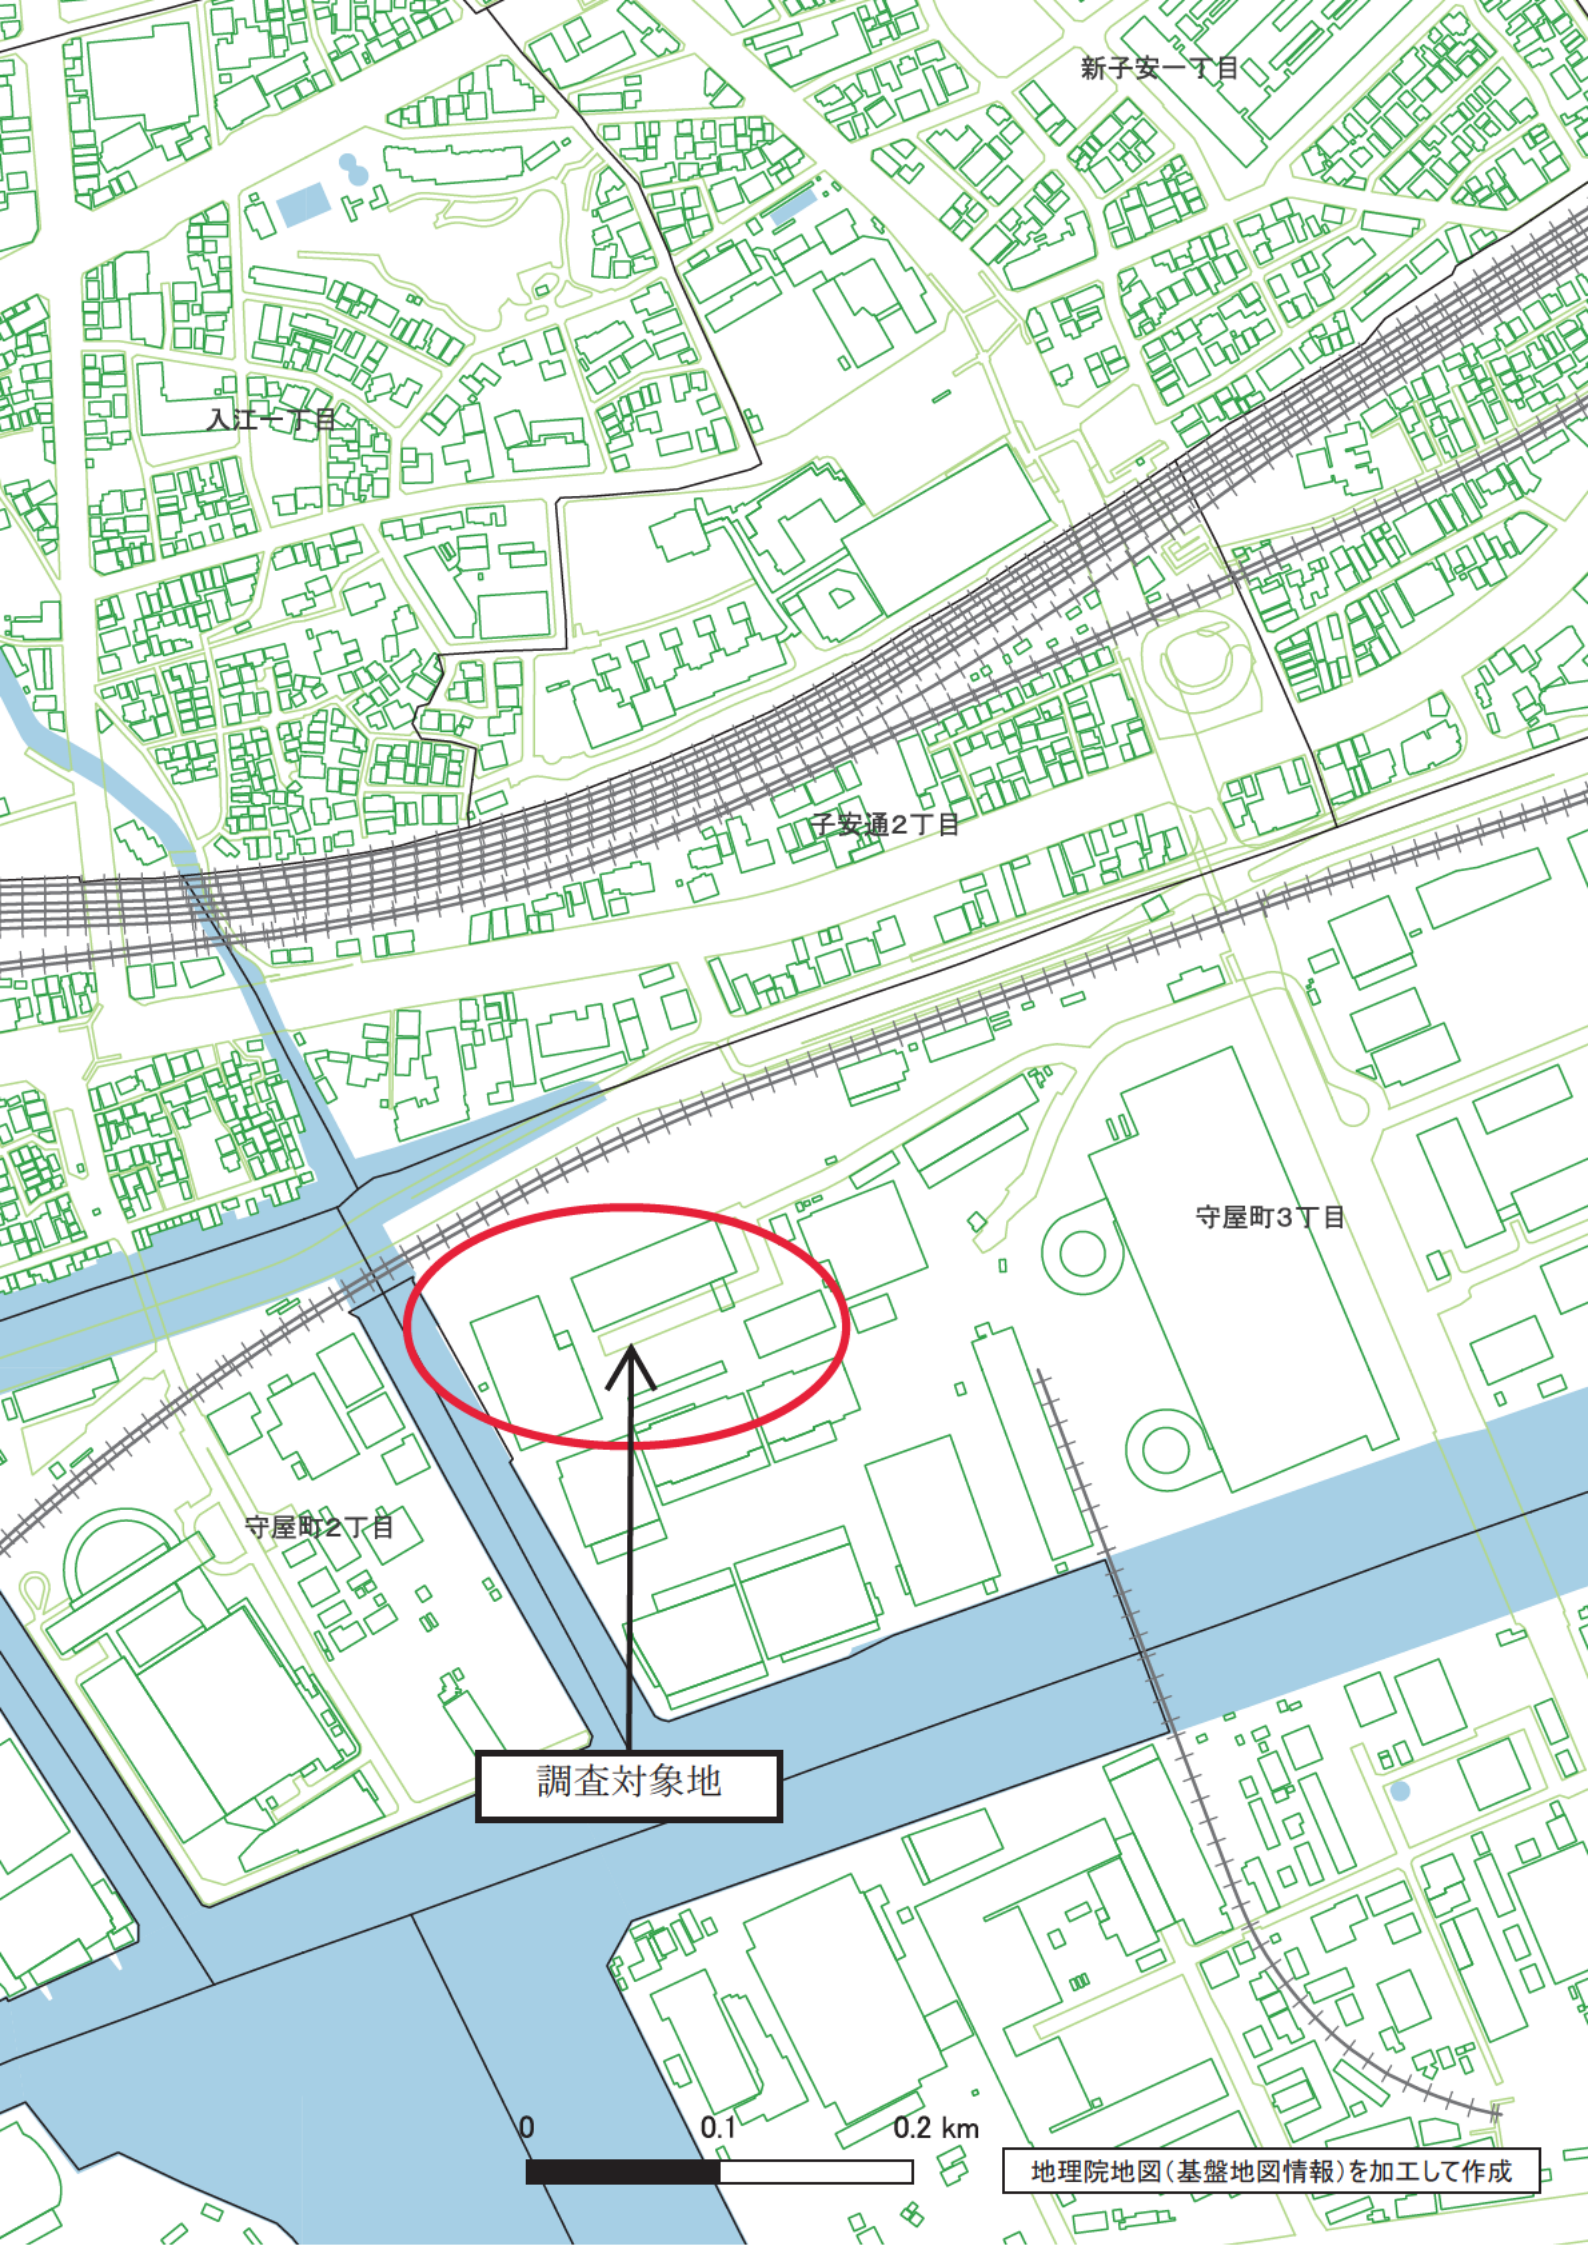 新子安一丁目
入江一丁目
子安通2丁目
守屋町3丁目
守屋町2丁目
調査対象地
0 0.1 0.2 km
地理院地図(基盤地図情報)を加工して作成